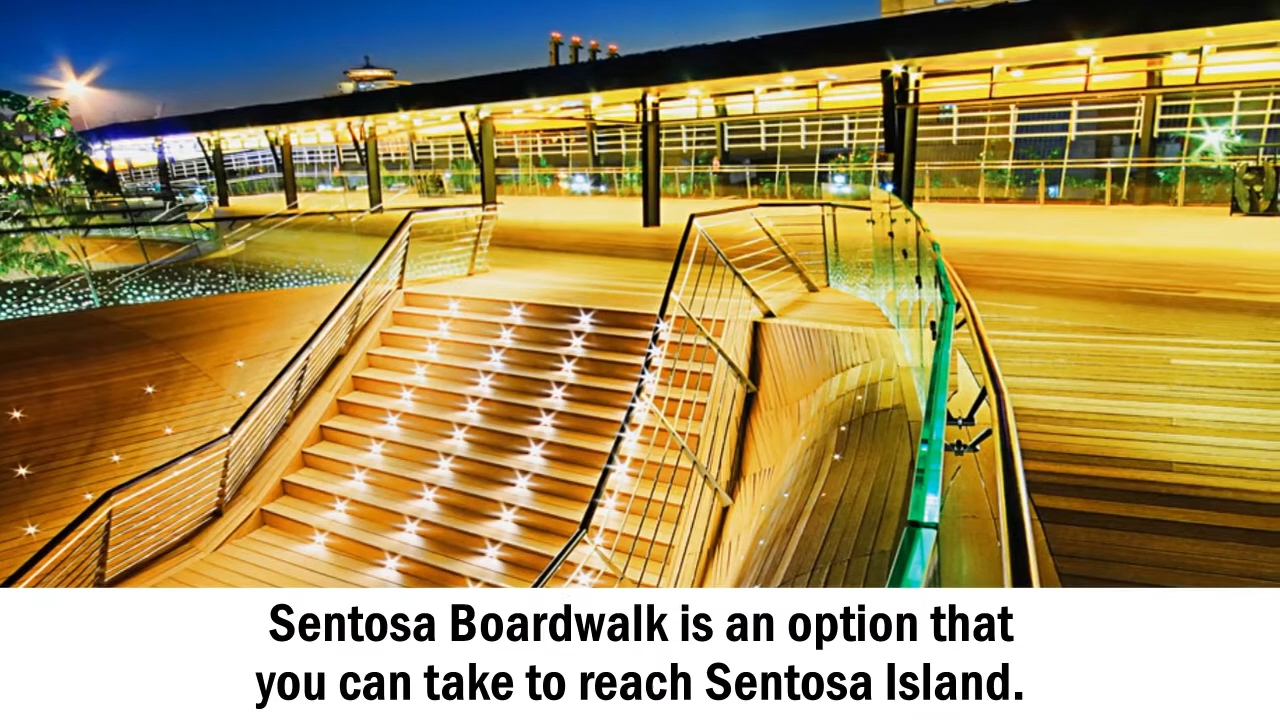 Sentosa Boardwalk is an option that
you can take to reach Sentosa Island.